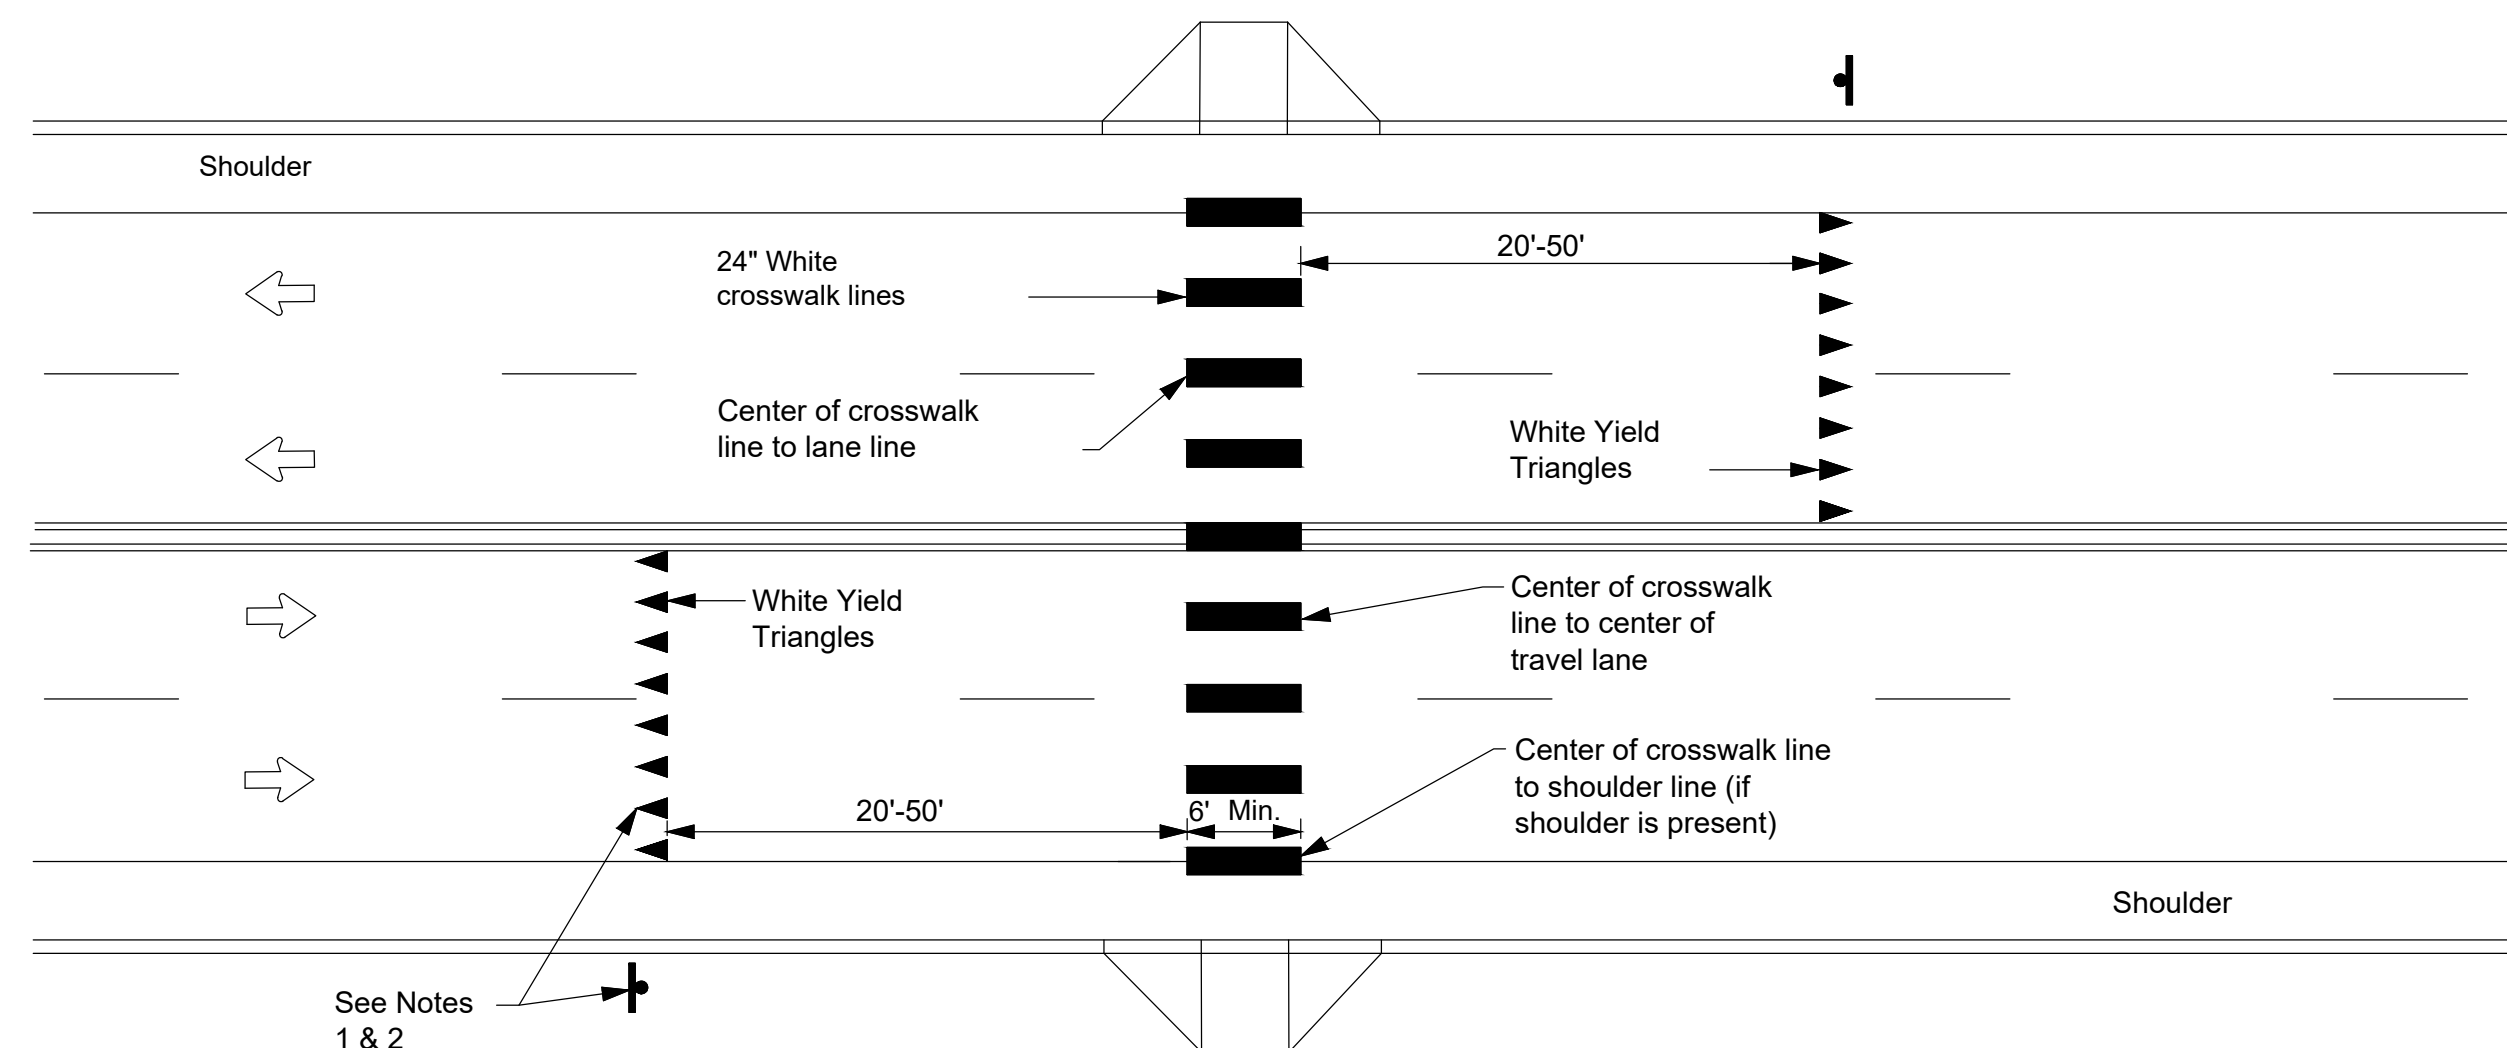 Shoulder
24" White
crosswalk lines
20'-50'
Center of crosswalk
line to lane line
White Yield
Triangles
White Yield
Triangles
Center of crosswalk
line to center of
travel lane
Center of crosswalk line
to shoulder line (if
shoulder is present)
20'-50'
6' Min.
Shoulder
See Notes
1 & 2